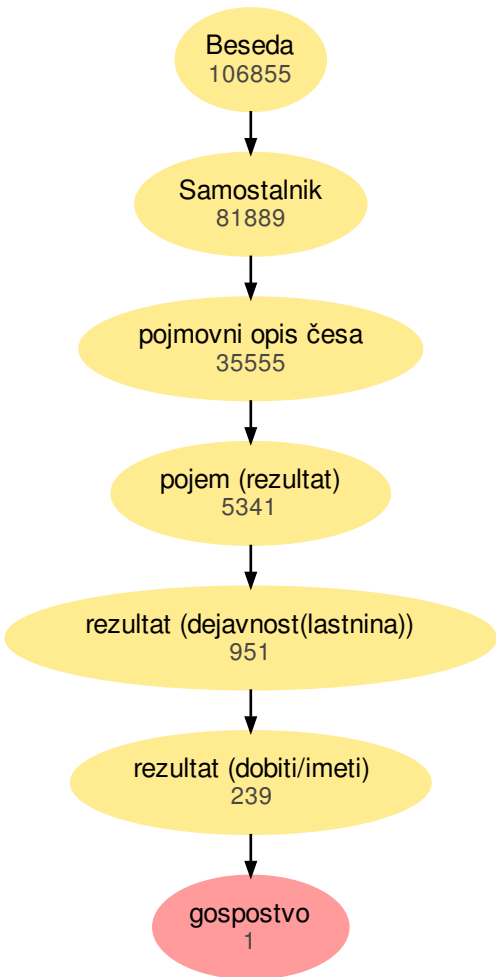 Beseda
106855
Samostalnik
81889
pojmovni opis česa
35555
pojem (rezultat)
5341
rezultat (dejavnost(lastnina))
951
rezultat (dobiti/imeti)
239
gospostvo
1